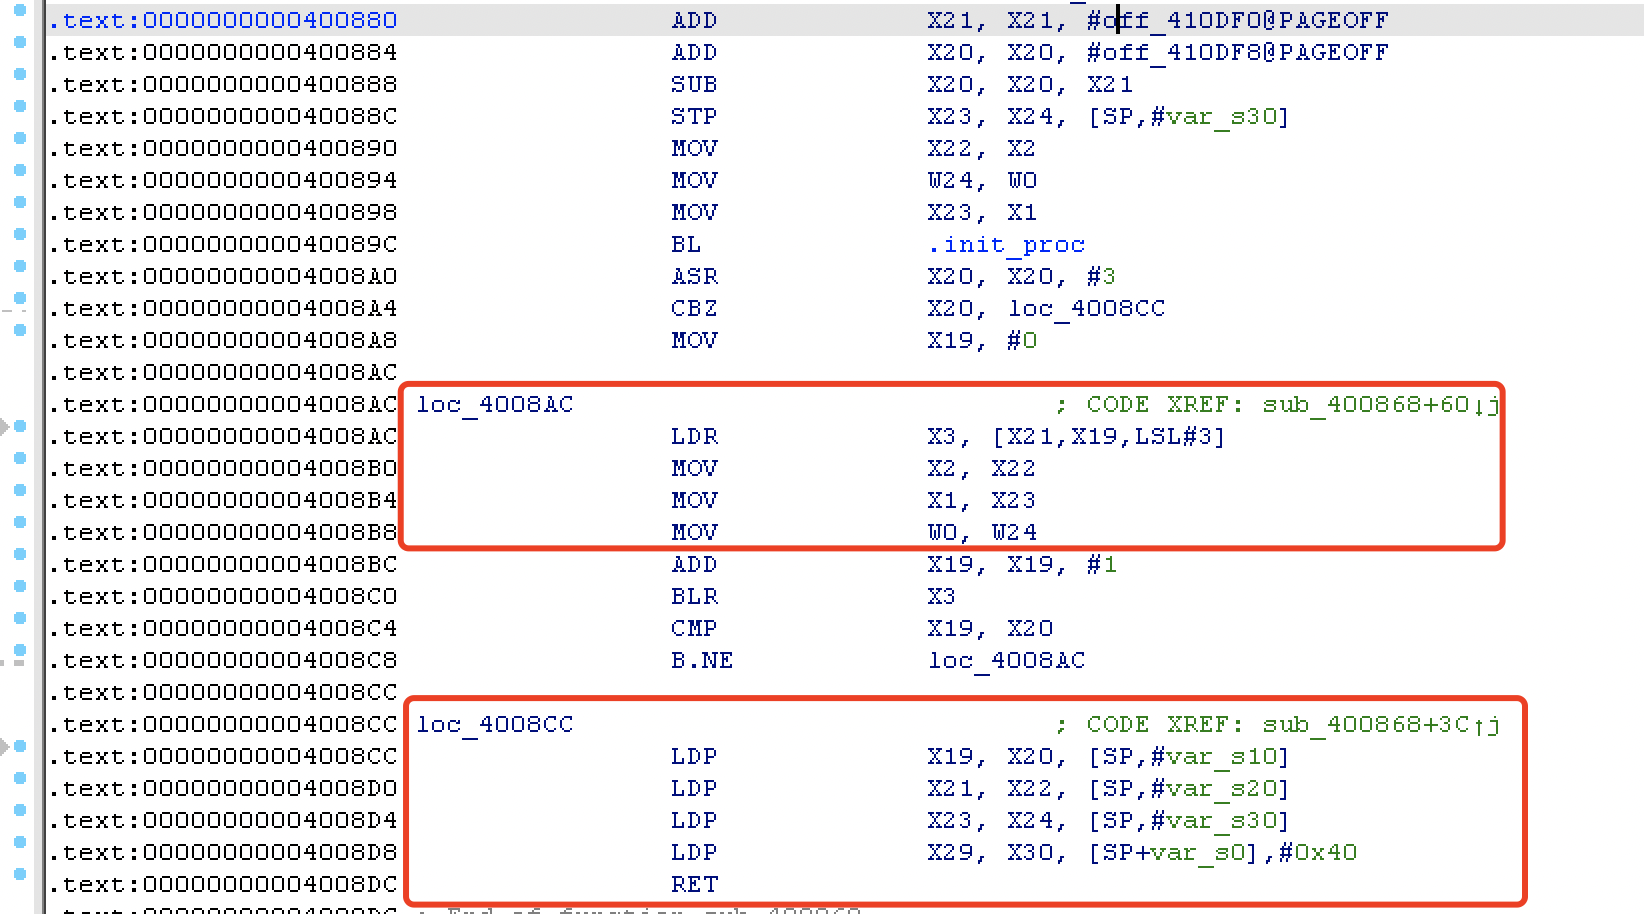 .text:0000000000400880 ADD X21, X21, #off_410DF0@PAGEOFF
.text:0000000000400884 ADD X20, X20, #off_410DF8@PAGEOFF
.text:0000000000400888 SUB X20, X20, X21
.text:000000000040088C STP X23, X24, [SP,#var_s30]
.text:0000000000400890 MOV X22, X2
.text:0000000000400894 MOV W24, W0
.text:0000000000400898 MOV X23, X1
.text:000000000040089C BL .init_proc
.text:00000000004008A0 ASR X20, X20, #3
.text:00000000004008A4 CBZ X20, loc_4008CC
.text:00000000004008A8 MOV X19, #0
.text:00000000004008AC
.text:00000000004008AC loc_4008AC ; CODE XREF: sub_400868+60↓j
.text:00000000004008AC LDR X3, [X21,X19,LSL#3]
.text:00000000004008B0 MOV X2, X22
.text:00000000004008B4 MOV X1, X23
.text:00000000004008B8 MOV W0, W24
.text:00000000004008BC ADD X19, X19, #1
.text:00000000004008C0 BLR X3
.text:00000000004008C4 CMP X19, X20
.text:00000000004008C8 B.NE loc_4008AC
.text:00000000004008CC
.text:00000000004008CC loc_4008CC ; CODE XREF: sub_400868+3C↑j
.text:00000000004008CC LDP X19, X20, [SP,#var_s10]
.text:00000000004008D0 LDP X21, X22, [SP,#var_s20]
.text:00000000004008D4 LDP X23, X24, [SP,#var_s30]
.text:00000000004008D8 LDP X29, X30, [SP+var_s0],#0x40
.text:00000000004008DC RET
.text:00000000004008DC ; End of function sub_400868